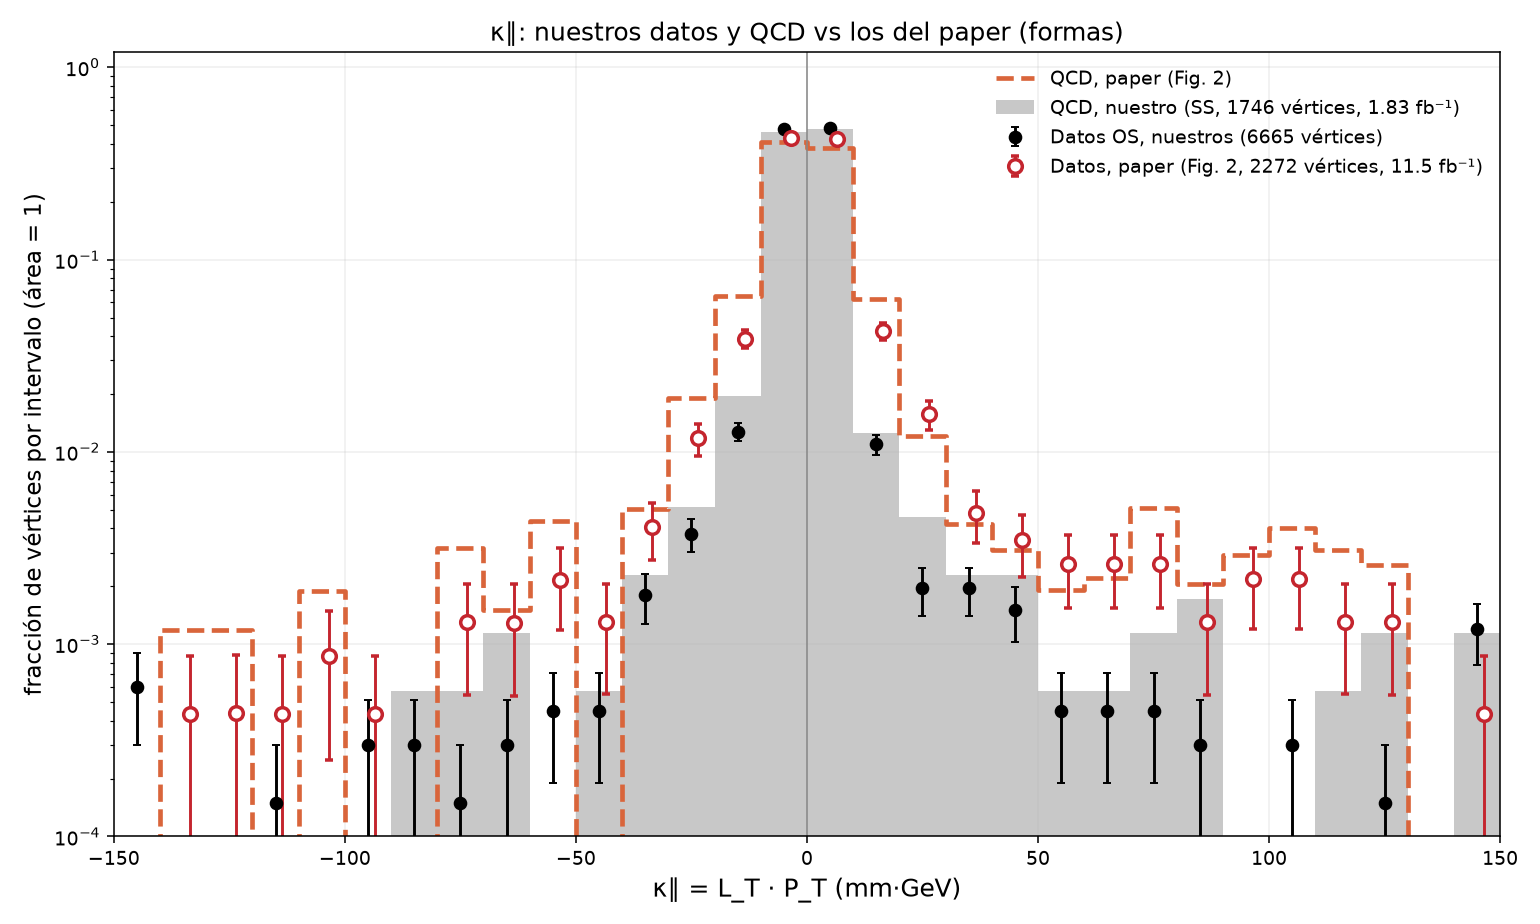 κ∥: nuestros datos y QCD vs los del paper (formas)
QCD, paper (Fig. 2)
QCD, nuestro (SS, 1746 vértices, 1.83 fb⁻¹)
Datos OS, nuestros (6665 vértices)
Datos, paper (Fig. 2, 2272 vértices, 11.5 fb⁻¹)
fracción de vértices por intervalo (área = 1)
10⁰
10⁻¹
10⁻²
10⁻³
10⁻⁴
−150
−100
−50
0
50
100
150
κ∥ = L_T · P_T (mm·GeV)